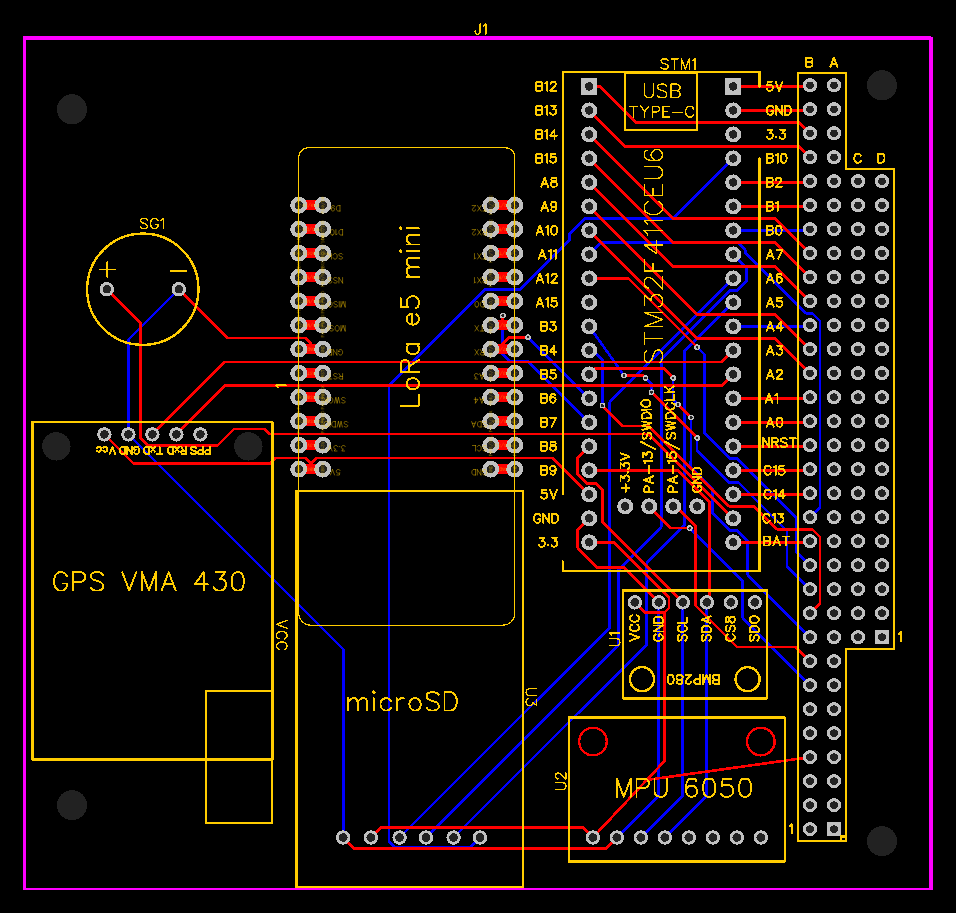 J1
STM1
B A
B12 USB 5V
TYPE-C
B13 GND
B14 3.3
B15 B10
C D
A8 B2
A9 B1
A10 B0
A11 A7
A12 A6
A15 A5
B3 A4
B4 A3
B5 A2
B6 A1
B7 A0
B8 NRST
B9 C15
5V C14
GND C13
3.3 BAT
STM32F411CEU6
+3.3V
PA-13/SWDIO
PA-15/SWDCLK
GND
SG1
+ −
LoRa e5 mini
1
Vcc GND TxD RxD PPS
GPS VMA 430
VCC
microSD
U3
U1
VCC
GND
SCL
SDA
CS8
SDO
BMP280
1
U2
MPU 6050
1